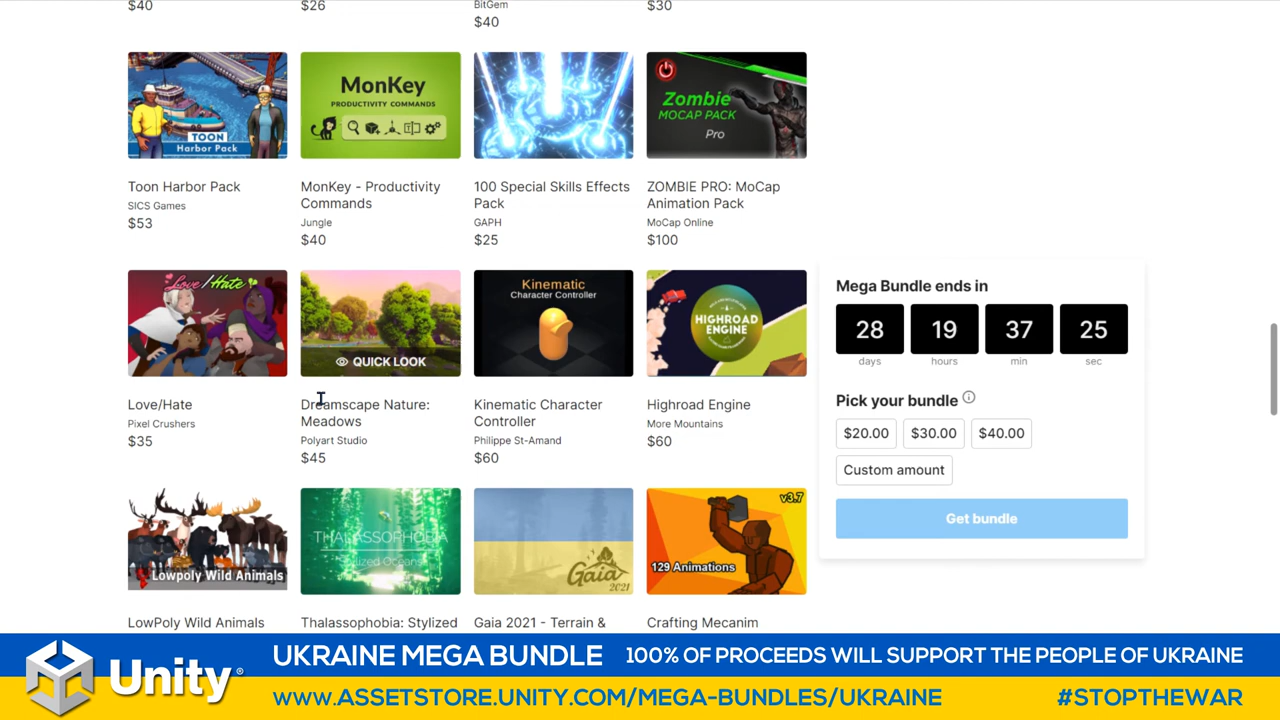 $40
$26
BitGem
$40
$30
TOON
Harbor Pack
MonKey
PRODUCTIVITY COMMANDS
Zombie
MOCAP PACK
Pro
Toon Harbor Pack
SICS Games
$53
MonKey - Productivity
Commands
Jungle
$40
100 Special Skills Effects
Pack
GAPH
$25
ZOMBIE PRO: MoCap
Animation Pack
MoCap Online
$100
Love/Hate
QUICK LOOK
Kinematic
Character Controller
HIGHROAD
ENGINE
Love/Hate
Pixel Crushers
$35
Dreamscape Nature:
Meadows
Polyart Studio
$45
Kinematic Character
Controller
Philippe St-Amand
$60
Highroad Engine
More Mountains
$60
Mega Bundle ends in
28 19 37 25
days hours min sec
Pick your bundle
$20.00 $30.00 $40.00
Custom amount
Get bundle
Lowpoly Wild Animals
THALASSOPHOBIA
Stylized Oceans
Gaia
2021
v3.7
129 Animations
LowPoly Wild Animals
Thalassophobia: Stylized
Gaia 2021 - Terrain &
Crafting Mecanim
Unity
UKRAINE MEGA BUNDLE 100% OF PROCEEDS WILL SUPPORT THE PEOPLE OF UKRAINE
WWW.ASSETSTORE.UNITY.COM/MEGA-BUNDLES/UKRAINE #STOPTHEWAR